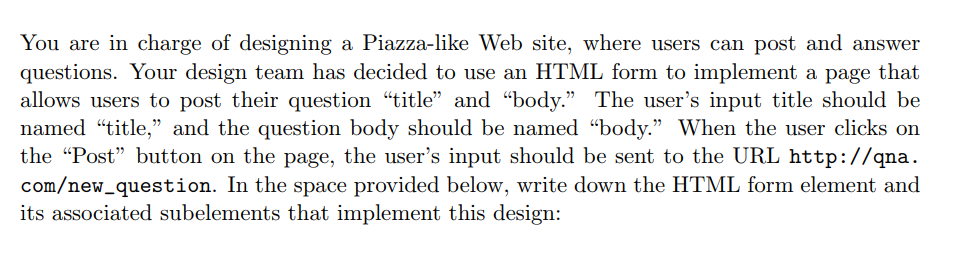 You are in charge of designing a Piazza-like Web site, where users can post and answer
questions. Your design team has decided to use an HTML form to implement a page that
allows users to post their question “title” and “body.” The user’s input title should be
named “title,” and the question body should be named “body.” When the user clicks on
the “Post” button on the page, the user’s input should be sent to the URL http://qna.
com/new_question. In the space provided below, write down the HTML form element and
its associated subelements that implement this design: